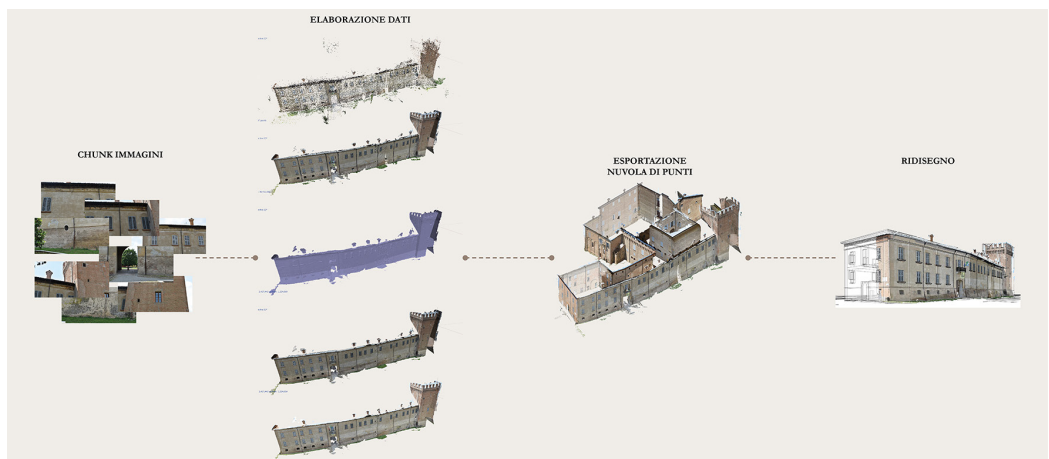 ELABORAZIONE DATI
CHUNK IMMAGINI
ESPORTAZIONE
NUVOLA DI PUNTI
RIDISEGNO